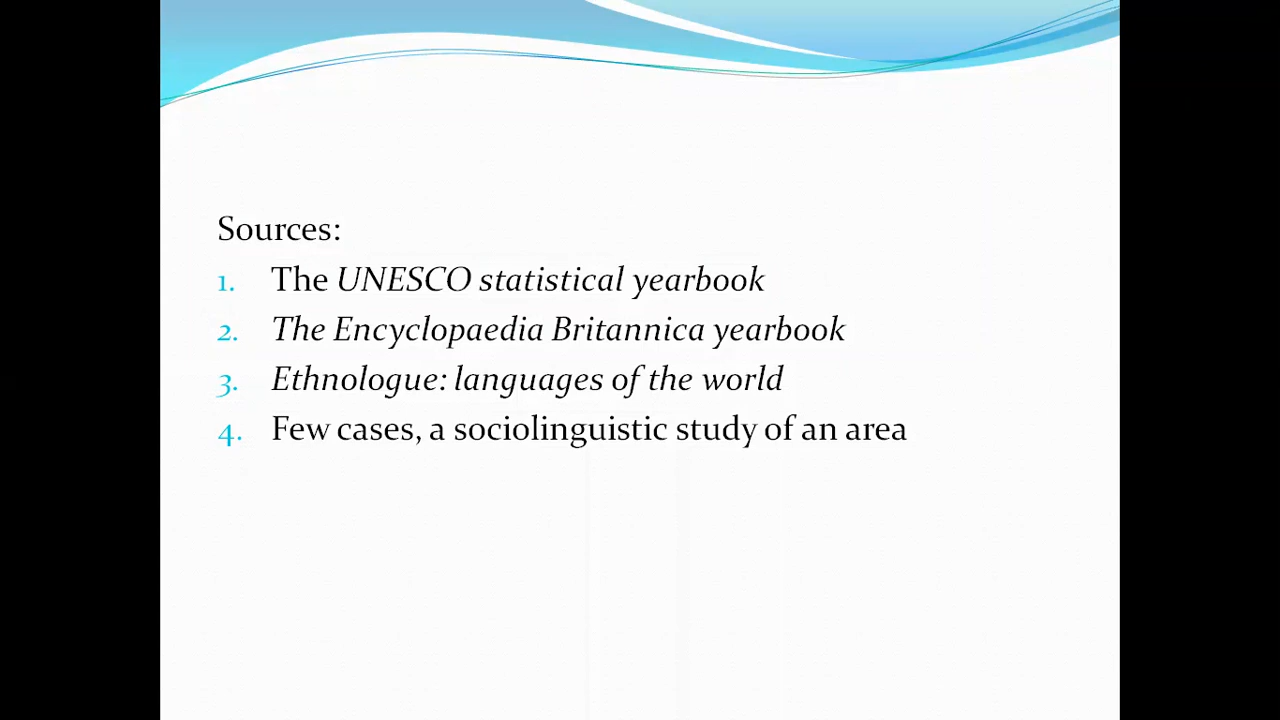 Sources:
1. The UNESCO statistical yearbook
2. The Encyclopaedia Britannica yearbook
3. Ethnologue: languages of the world
4. Few cases, a sociolinguistic study of an area